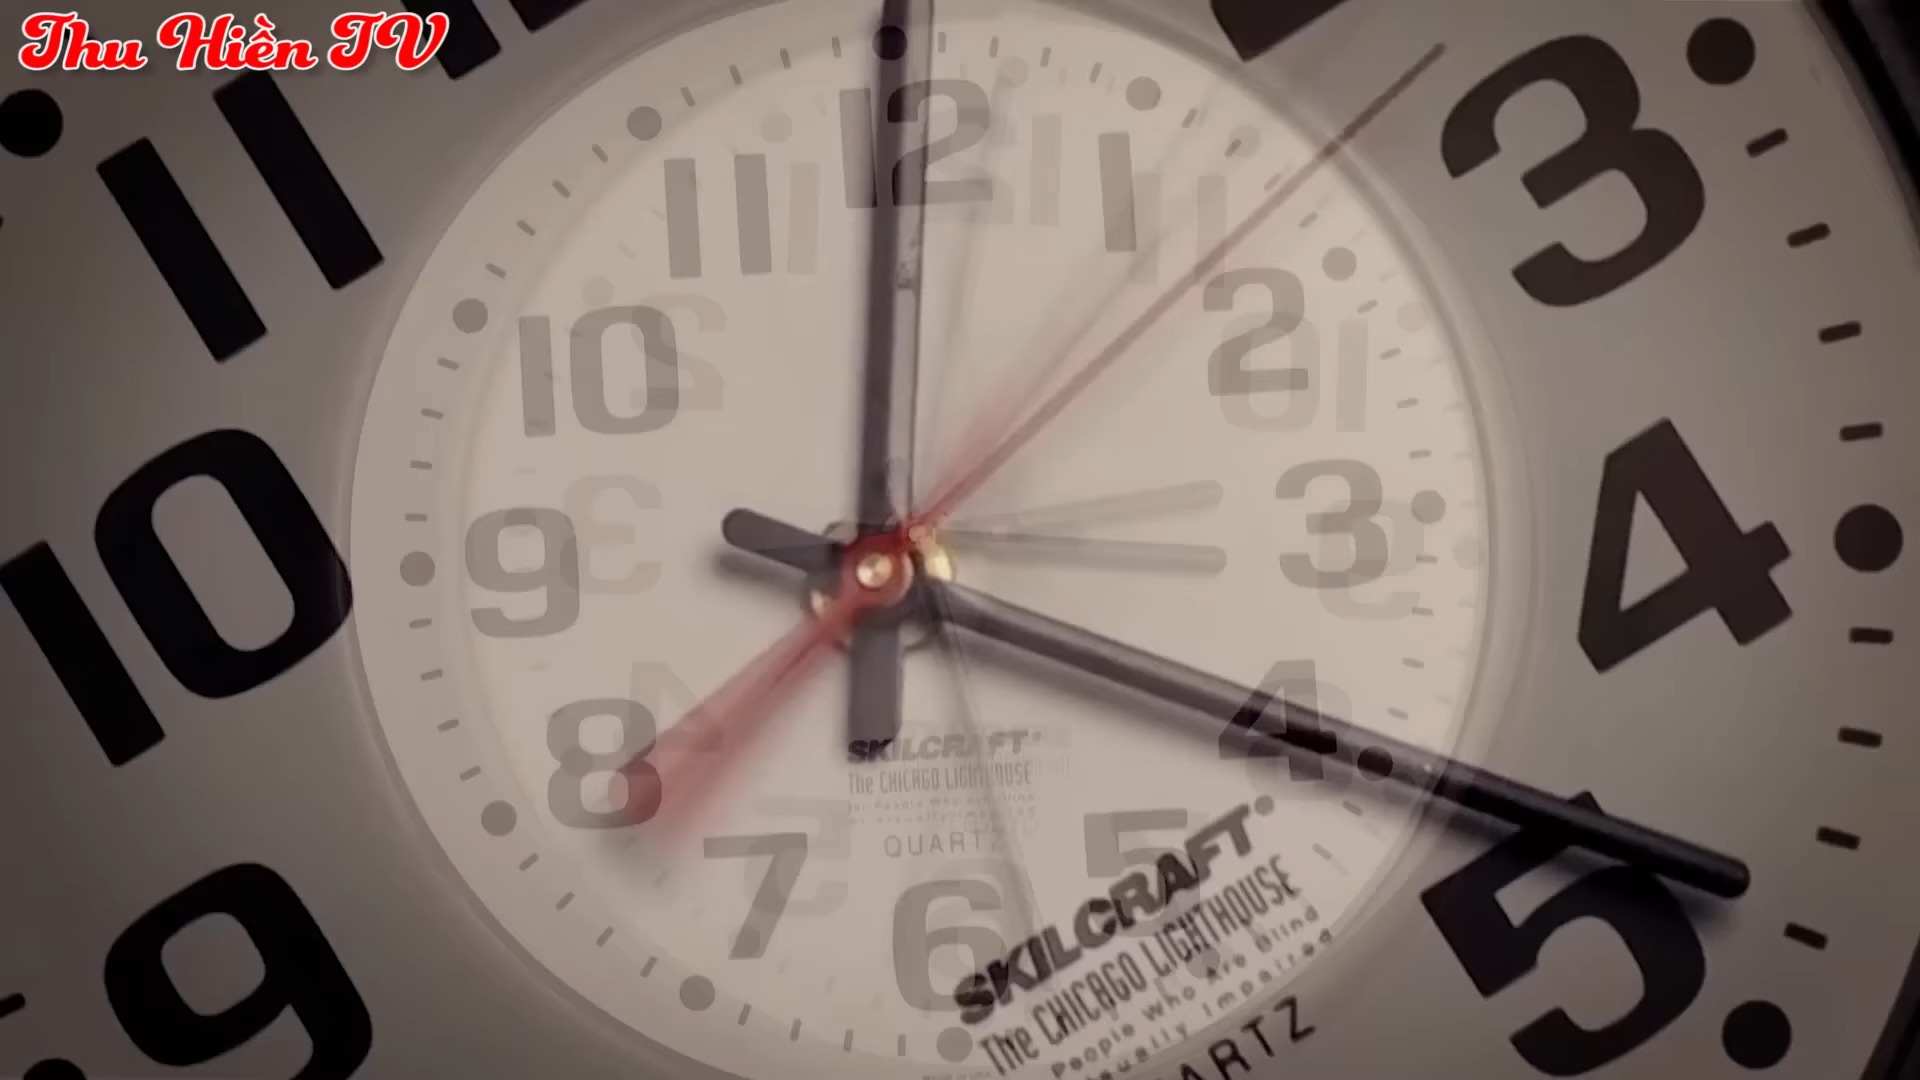 Thu Hiền TV
11
12
11
1
10
2
3
10
9
3
4
8
4
9
7
6
5
5
SKILCRAFT
The CHICAGO LIGHTHOUSE
QUARTZ
SKILCRAFT
The CHICAGO LIGHTHOUSE
People Who Are Blind
Visually Impaired
QUARTZ